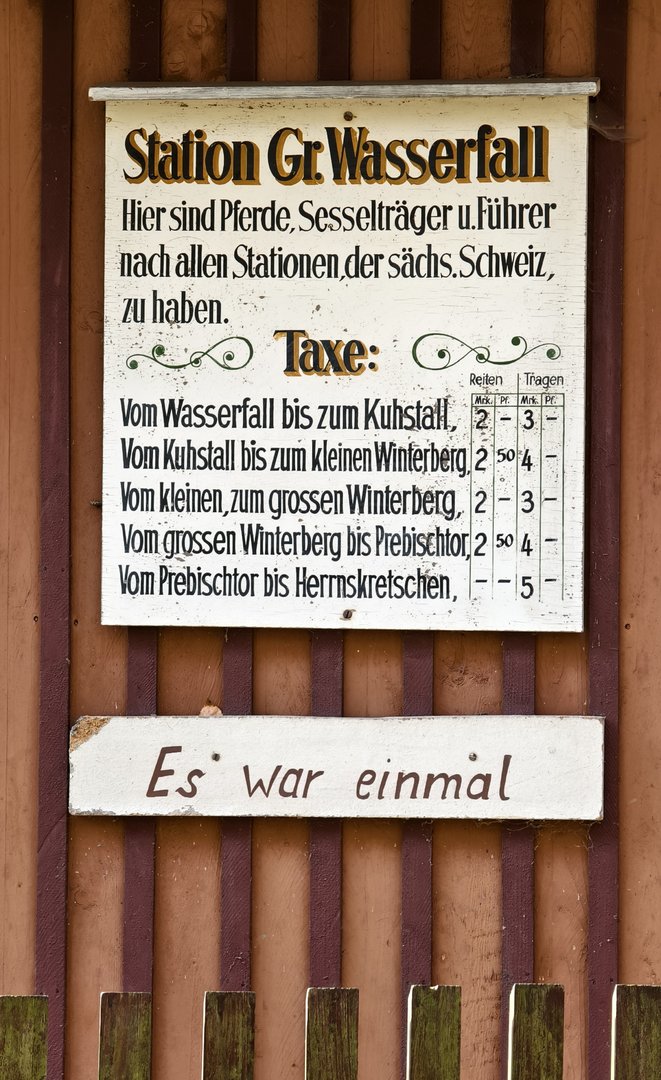 Station Gr. Wasserfall
Hier sind Pferde, Sesselträger u. Führer
nach allen Stationen, der sächs. Schweiz,
zu haben.
Taxe:
Reiten Tragen
Mrk. Pf. Mrk. Pf.
Vom Wasserfall bis zum Kuhstall, 2 – 3 –
Vom Kuhstall bis zum kleinen Winterberg, 2 50 4 –
Vom kleinen, zum grossen Winterberg, 2 – 3 –
Vom grossen Winterberg bis Prebischtor, 2 50 4 –
Vom Prebischtor bis Herrnskretschen, – – 5 –
Es war einmal